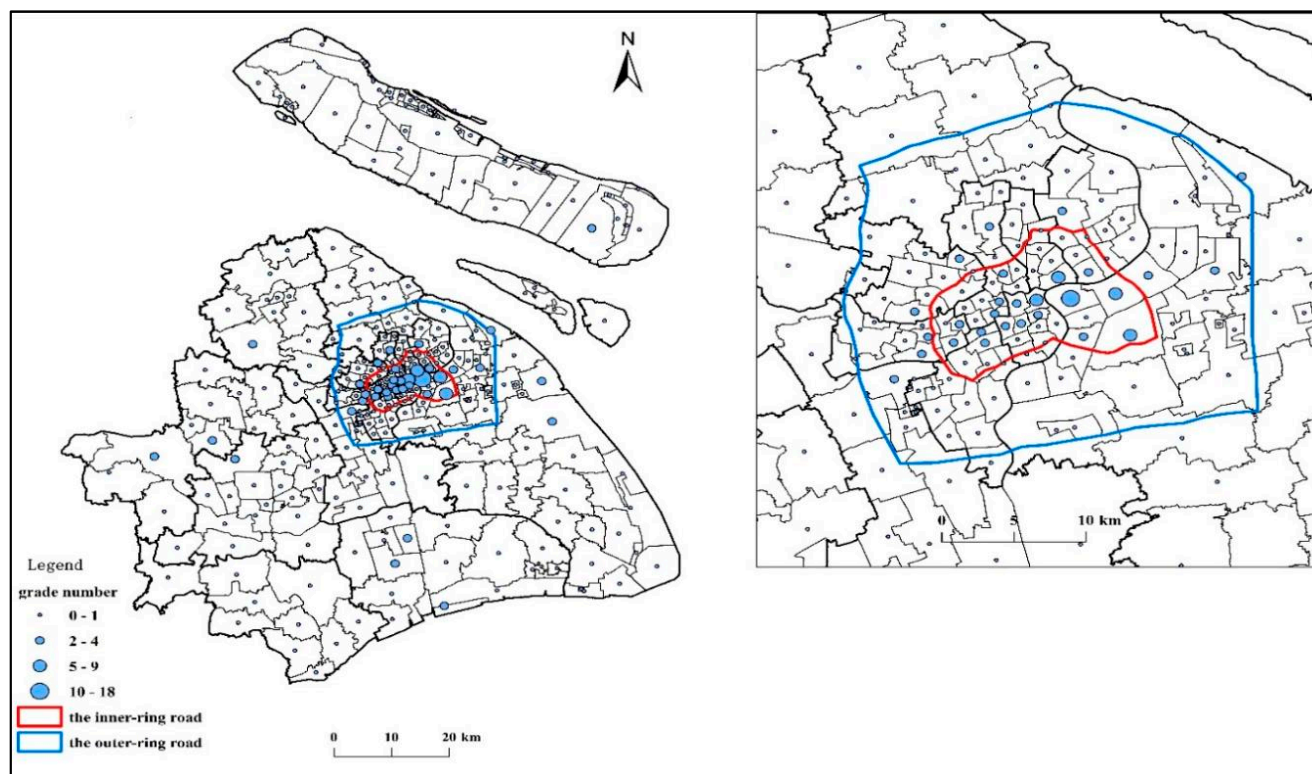 N
Legend
grade number
0 - 1
2 - 4
5 - 9
10 - 18
the inner-ring road
the outer-ring road
0 10 20 km
0 5 10 km